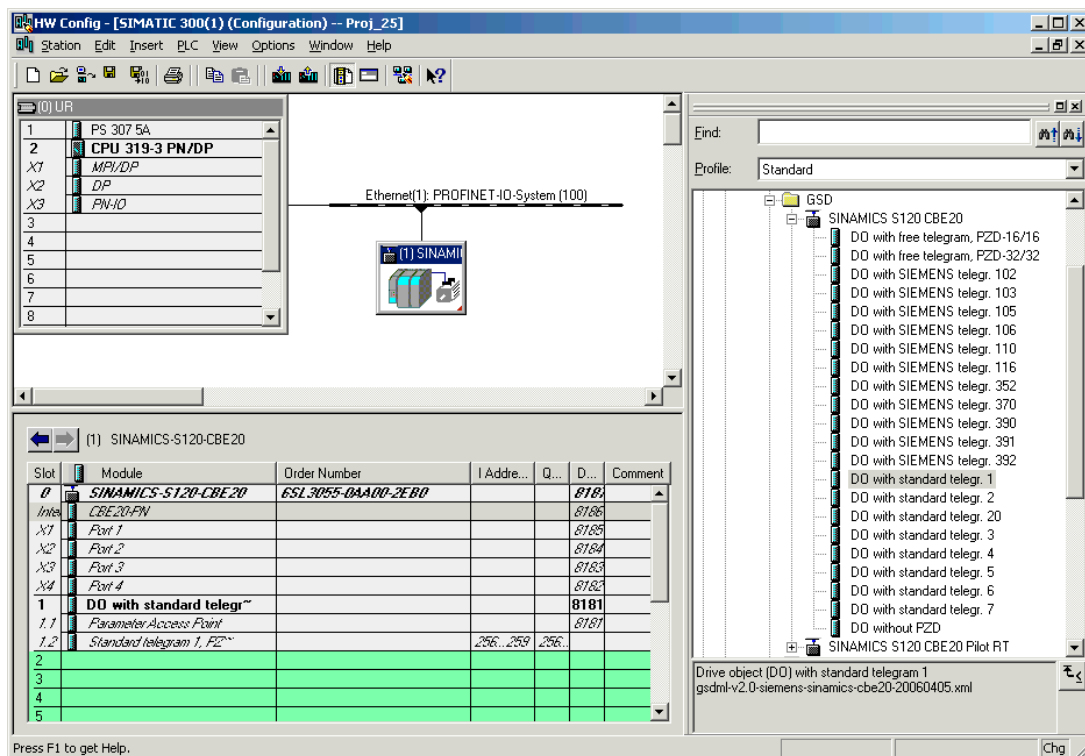 HW Config - [SIMATIC 300(1) (Configuration) -- Proj_25]
Station Edit Insert PLC View Options Window Help
(0) UR
1 PS 307 5A
2 CPU 319-3 PN/DP
X1 MPI/DP
X2 DP
X3 PN-IO
3
4
5
6
7
8
Ethernet(1): PROFINET-IO-System (100)
(1) SINAMI
Find:
Profile: Standard
GSD
SINAMICS S120 CBE20
DO with free telegram, PZD-16/16
DO with free telegram, PZD-32/32
DO with SIEMENS telegr. 102
DO with SIEMENS telegr. 103
DO with SIEMENS telegr. 105
DO with SIEMENS telegr. 106
DO with SIEMENS telegr. 110
DO with SIEMENS telegr. 116
DO with SIEMENS telegr. 352
DO with SIEMENS telegr. 370
DO with SIEMENS telegr. 390
DO with SIEMENS telegr. 391
DO with SIEMENS telegr. 392
DO with standard telegr. 1
DO with standard telegr. 2
DO with standard telegr. 20
DO with standard telegr. 3
DO with standard telegr. 4
DO with standard telegr. 5
DO with standard telegr. 6
DO with standard telegr. 7
DO without PZD
SINAMICS S120 CBE20 Pilot RT
Drive object (DO) with standard telegram 1
gsdml-v2.0-siemens-sinamics-cbe20-20060405.xml
(1) SINAMICS-S120-CBE20
Slot Module Order Number I Addre... Q... D... Comment
0 SINAMICS-S120-CBE20 6SL3055-0AA00-2EB0 8187
Inte CBE20-PN 8186
X1 Port 1 8185
X2 Port 2 8184
X3 Port 3 8183
X4 Port 4 8182
1 DO with standard telegr~ 8181
1.1 Parameter Access Point 8181
1.2 Standard telegram 1, PZ~ 256...259 256...
2
3
4
5
Press F1 to get Help.
Chg